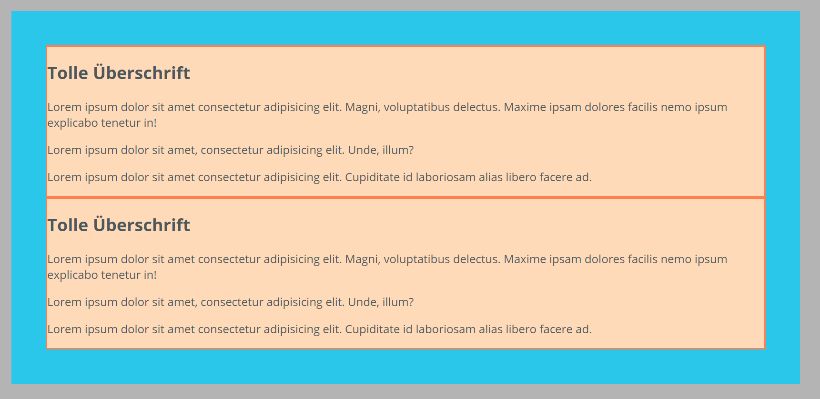 Tolle Überschrift
Lorem ipsum dolor sit amet consectetur adipisicing elit. Magni, voluptatibus delectus. Maxime ipsam dolores facilis nemo ipsum
explicabo tenetur in!
Lorem ipsum dolor sit amet, consectetur adipisicing elit. Unde, illum?
Lorem ipsum dolor sit amet consectetur adipisicing elit. Cupiditate id laboriosam alias libero facere ad.
Tolle Überschrift
Lorem ipsum dolor sit amet consectetur adipisicing elit. Magni, voluptatibus delectus. Maxime ipsam dolores facilis nemo ipsum
explicabo tenetur in!
Lorem ipsum dolor sit amet, consectetur adipisicing elit. Unde, illum?
Lorem ipsum dolor sit amet consectetur adipisicing elit. Cupiditate id laboriosam alias libero facere ad.